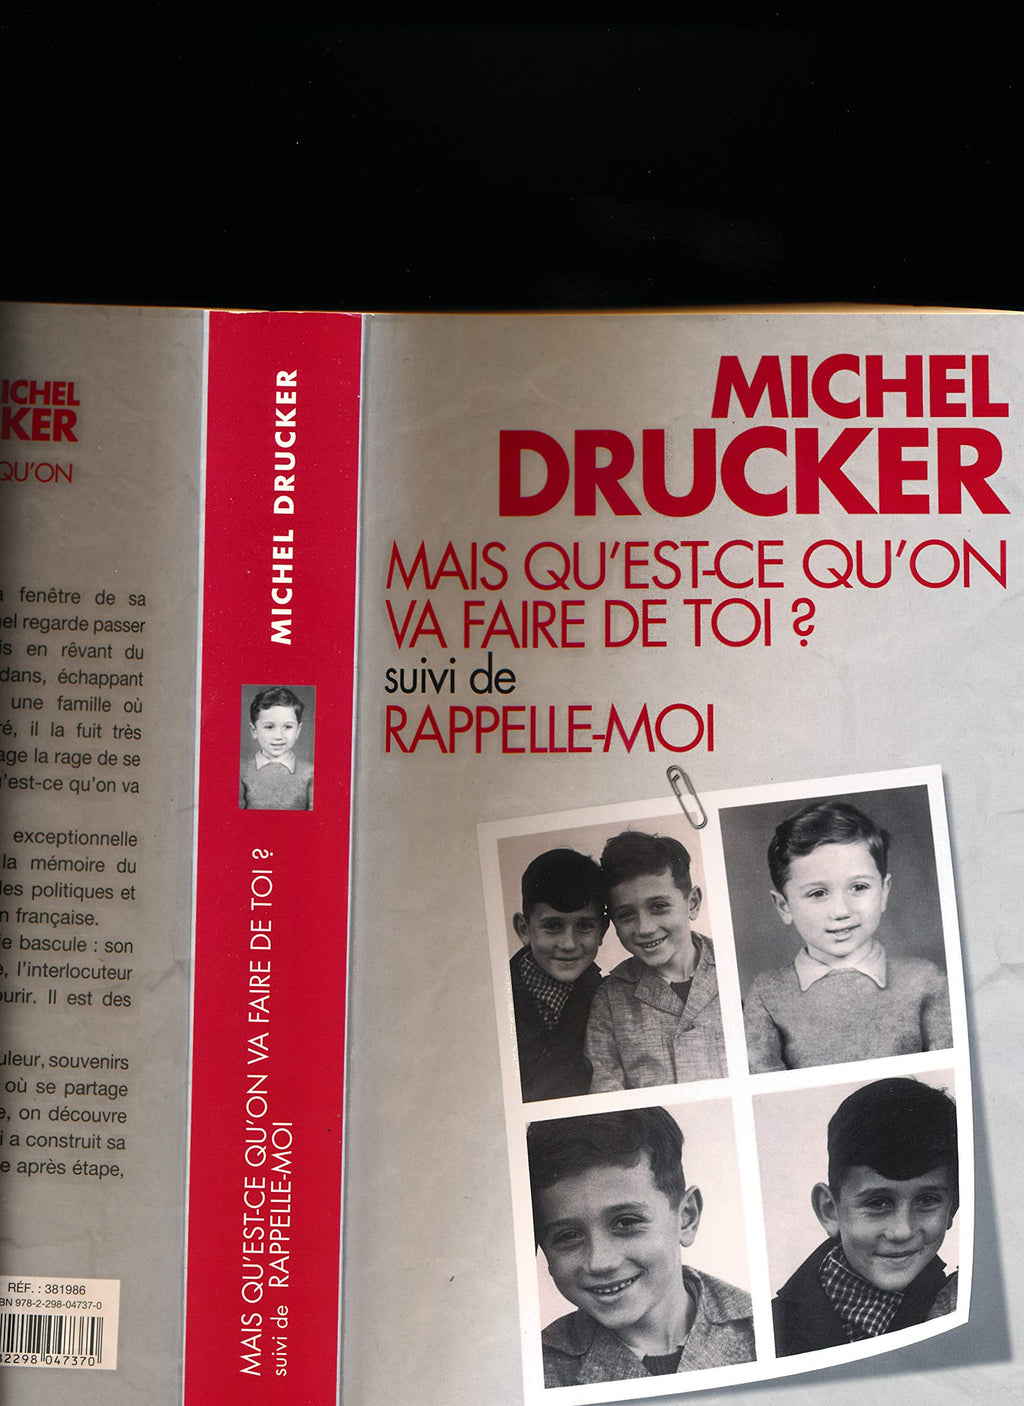 MICHEL
DRUCKER
MAIS QU'EST-CE QU'ON
VA FAIRE DE TOI ?
suivi de
RAPPELLE-MOI
MICHEL DRUCKER
MAIS QU'EST-CE QU'ON VA FAIRE DE TOI ?
suivi de RAPPELLE-MOI
ICHEL
KER
QU'ON
fenêtre de sa
el regarde passer
is en rêvant du
dans, échappant
une famille où
ré, il la fuit très
age la rage de se
'est-ce qu'on va
exceptionnelle
la mémoire du
les politiques et
n française.
e bascule : son
e, l'interlocuteur
ourir. Il est des
uleur, souvenirs
où se partage
e, on découvre
i a construit sa
e après étape,
RÉF. : 381986
BN 978-2-298-04737-0
82298 047370